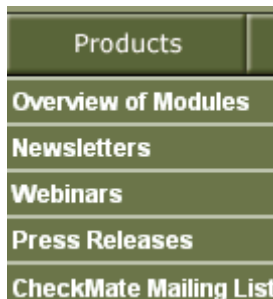 Products
Overview of Modules
Newsletters
Webinars
Press Releases
CheckMate Mailing List